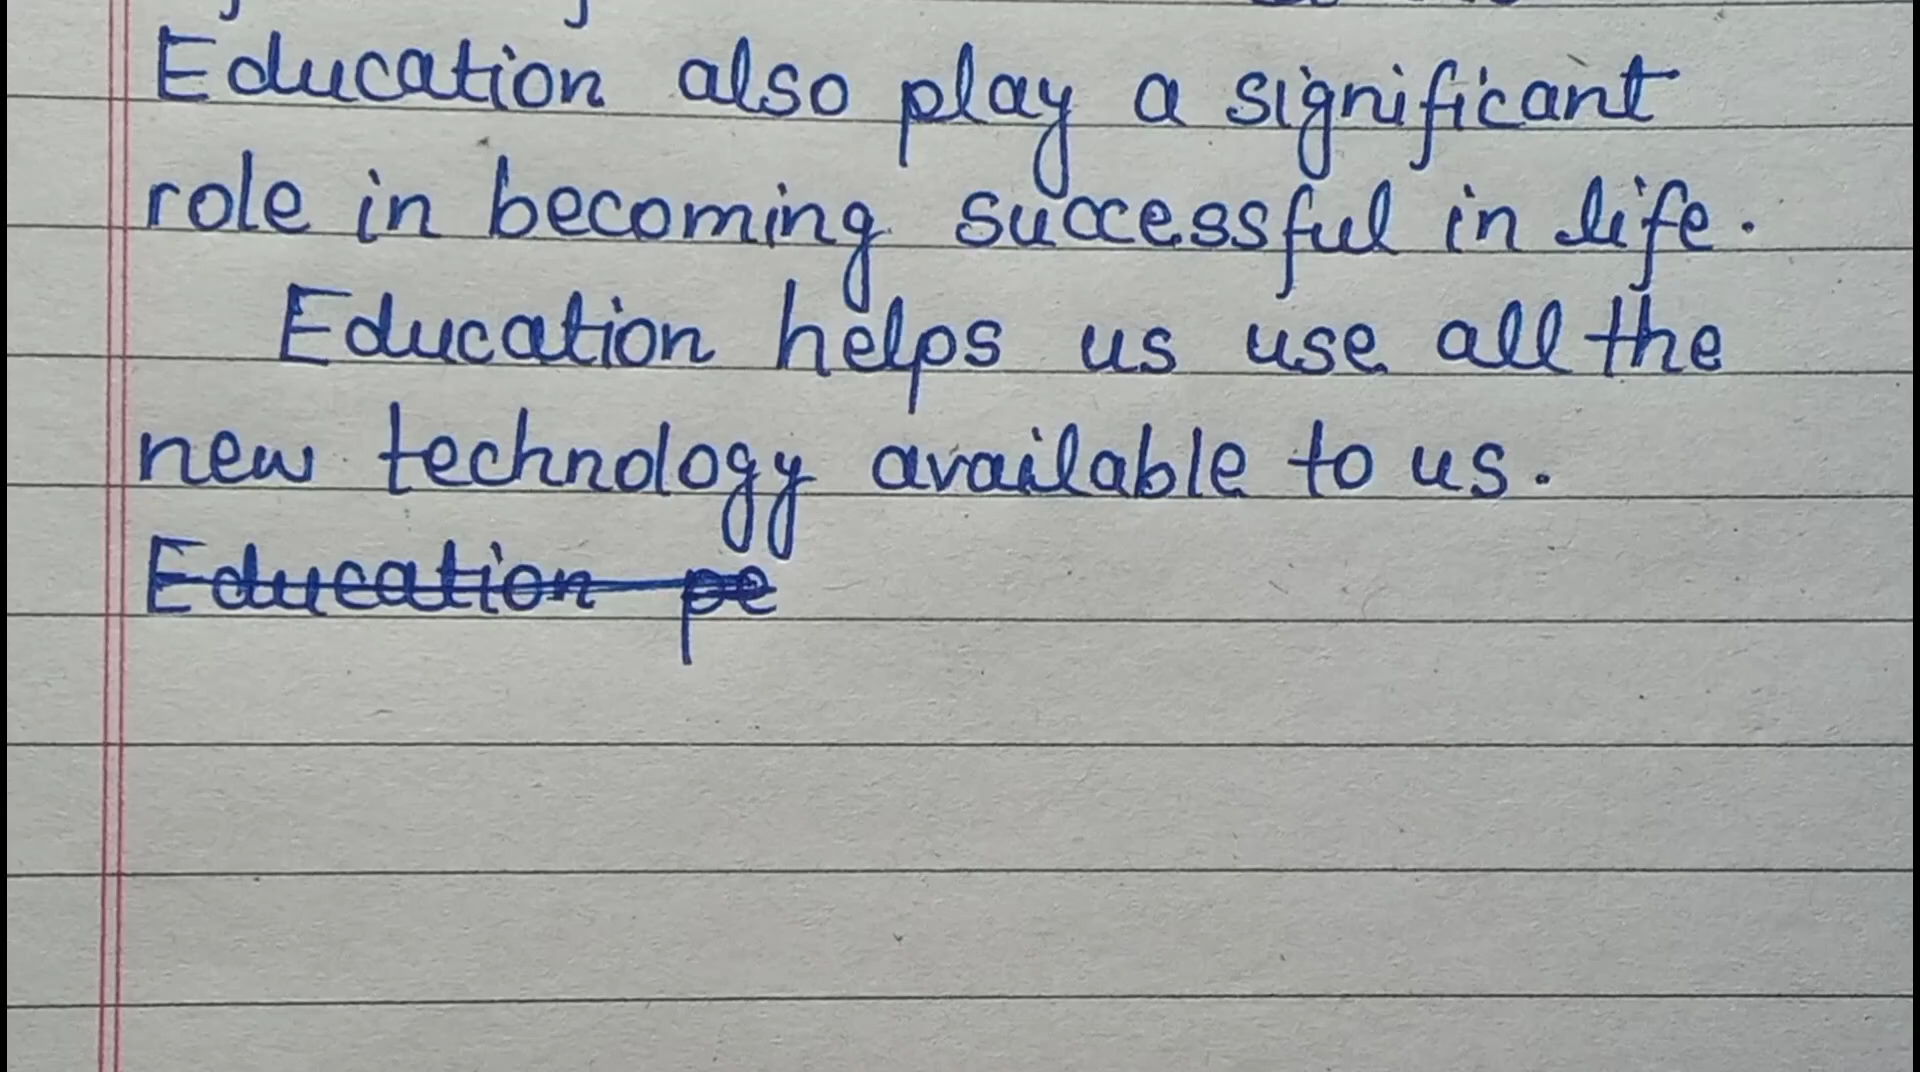 Education also play a significant
role in becoming successful in life.
Education helps us use all the
new technology available to us.
Education pe